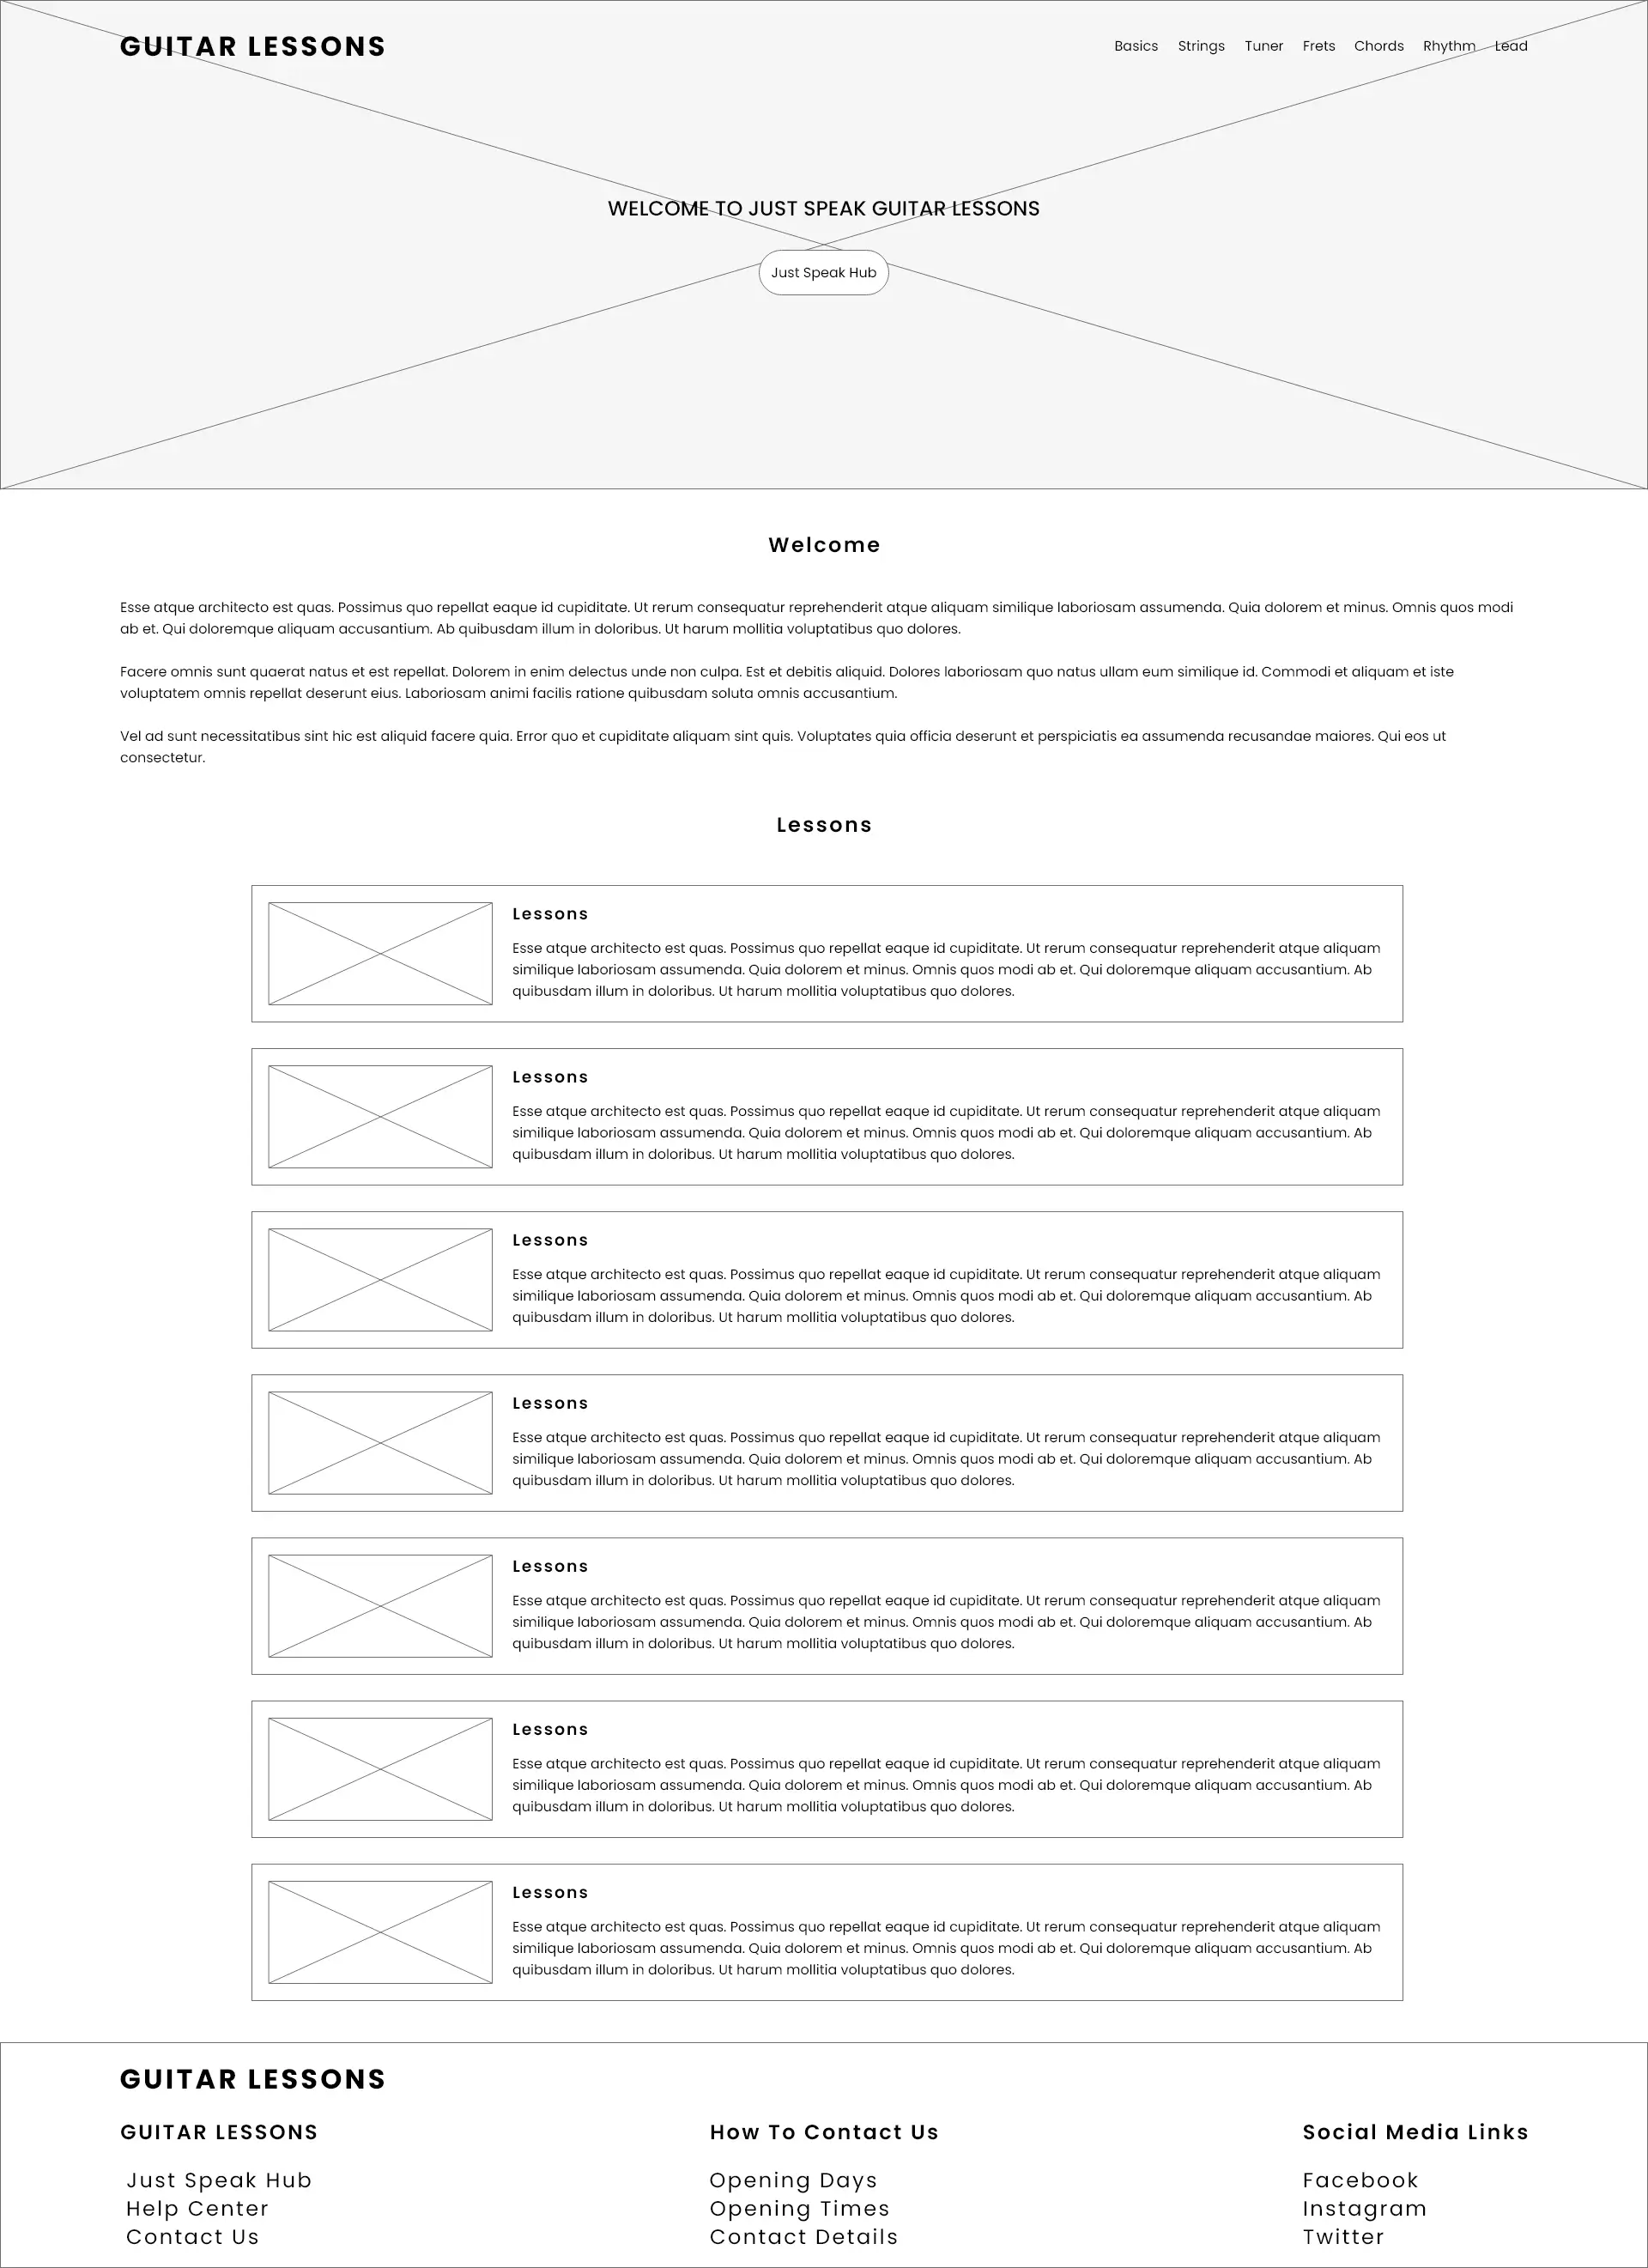 GUITAR LESSONS
Basics Strings Tuner Frets Chords Rhythm Lead
WELCOME TO JUST SPEAK GUITAR LESSONS
Just Speak Hub
Welcome
Esse atque architecto est quas. Possimus quo repellat eaque id cupiditate. Ut rerum consequatur reprehenderit atque aliquam similique laboriosam assumenda. Quia dolorem et minus. Omnis quos modi
ab et. Qui doloremque aliquam accusantium. Ab quibusdam illum in doloribus. Ut harum mollitia voluptatibus quo dolores.
Facere omnis sunt quaerat natus et est repellat. Dolorem in enim delectus unde non culpa. Est et debitis aliquid. Dolores laboriosam quo natus ullam eum similique id. Commodi et aliquam et iste
voluptatem omnis repellat deserunt eius. Laboriosam animi facilis ratione quibusdam soluta omnis accusantium.
Vel ad sunt necessitatibus sint hic est aliquid facere quia. Error quo et cupiditate aliquam sint quis. Voluptates quia officia deserunt et perspiciatis ea assumenda recusandae maiores. Qui eos ut
consectetur.
Lessons
Lessons
Esse atque architecto est quas. Possimus quo repellat eaque id cupiditate. Ut rerum consequatur reprehenderit atque aliquam
similique laboriosam assumenda. Quia dolorem et minus. Omnis quos modi ab et. Qui doloremque aliquam accusantium. Ab
quibusdam illum in doloribus. Ut harum mollitia voluptatibus quo dolores.
Lessons
Esse atque architecto est quas. Possimus quo repellat eaque id cupiditate. Ut rerum consequatur reprehenderit atque aliquam
similique laboriosam assumenda. Quia dolorem et minus. Omnis quos modi ab et. Qui doloremque aliquam accusantium. Ab
quibusdam illum in doloribus. Ut harum mollitia voluptatibus quo dolores.
Lessons
Esse atque architecto est quas. Possimus quo repellat eaque id cupiditate. Ut rerum consequatur reprehenderit atque aliquam
similique laboriosam assumenda. Quia dolorem et minus. Omnis quos modi ab et. Qui doloremque aliquam accusantium. Ab
quibusdam illum in doloribus. Ut harum mollitia voluptatibus quo dolores.
Lessons
Esse atque architecto est quas. Possimus quo repellat eaque id cupiditate. Ut rerum consequatur reprehenderit atque aliquam
similique laboriosam assumenda. Quia dolorem et minus. Omnis quos modi ab et. Qui doloremque aliquam accusantium. Ab
quibusdam illum in doloribus. Ut harum mollitia voluptatibus quo dolores.
Lessons
Esse atque architecto est quas. Possimus quo repellat eaque id cupiditate. Ut rerum consequatur reprehenderit atque aliquam
similique laboriosam assumenda. Quia dolorem et minus. Omnis quos modi ab et. Qui doloremque aliquam accusantium. Ab
quibusdam illum in doloribus. Ut harum mollitia voluptatibus quo dolores.
Lessons
Esse atque architecto est quas. Possimus quo repellat eaque id cupiditate. Ut rerum consequatur reprehenderit atque aliquam
similique laboriosam assumenda. Quia dolorem et minus. Omnis quos modi ab et. Qui doloremque aliquam accusantium. Ab
quibusdam illum in doloribus. Ut harum mollitia voluptatibus quo dolores.
Lessons
Esse atque architecto est quas. Possimus quo repellat eaque id cupiditate. Ut rerum consequatur reprehenderit atque aliquam
similique laboriosam assumenda. Quia dolorem et minus. Omnis quos modi ab et. Qui doloremque aliquam accusantium. Ab
quibusdam illum in doloribus. Ut harum mollitia voluptatibus quo dolores.
GUITAR LESSONS
GUITAR LESSONS
Just Speak Hub
Help Center
Contact Us
How To Contact Us
Opening Days
Opening Times
Contact Details
Social Media Links
Facebook
Instagram
Twitter